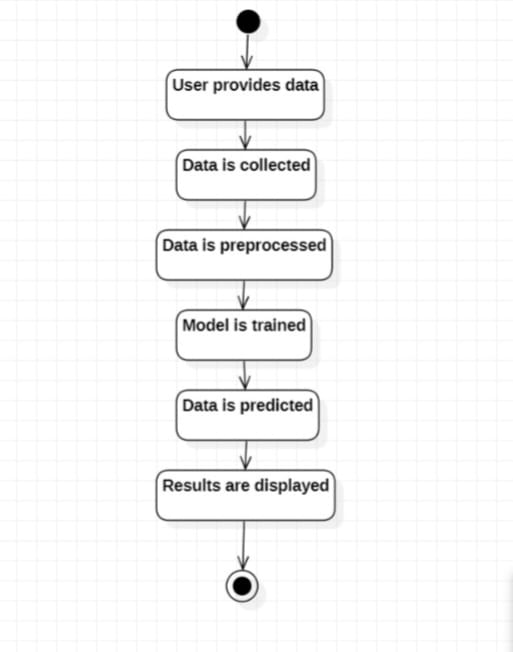 User provides data
Data is collected
Data is preprocessed
Model is trained
Data is predicted
Results are displayed